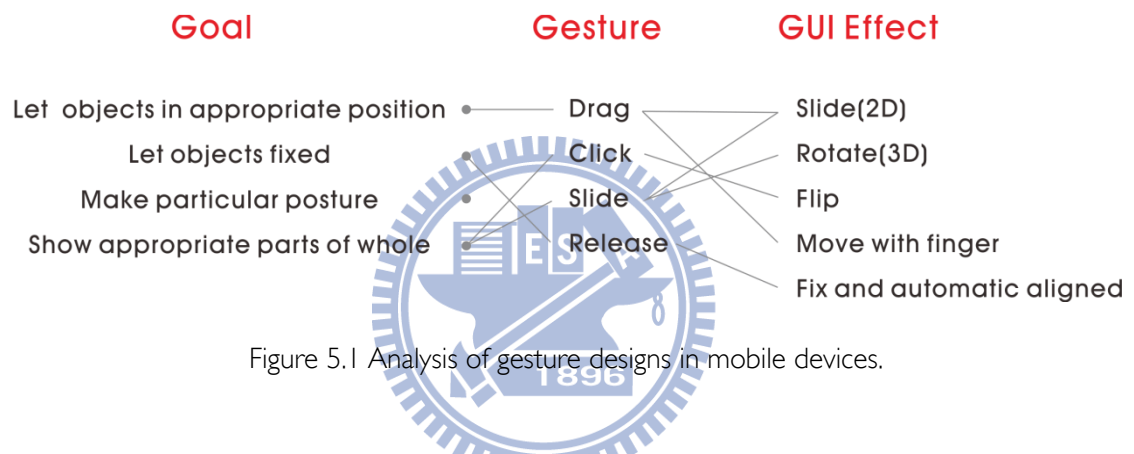 Goal Gesture GUI Effect
Let objects in appropriate position Drag Slide(2D)
Let objects fixed Click Rotate(3D)
Make particular posture Slide Flip
Show appropriate parts of whole Release Move with finger
Fix and automatic aligned
Figure 5.1 Analysis of gesture designs in mobile devices.
E S A
1896